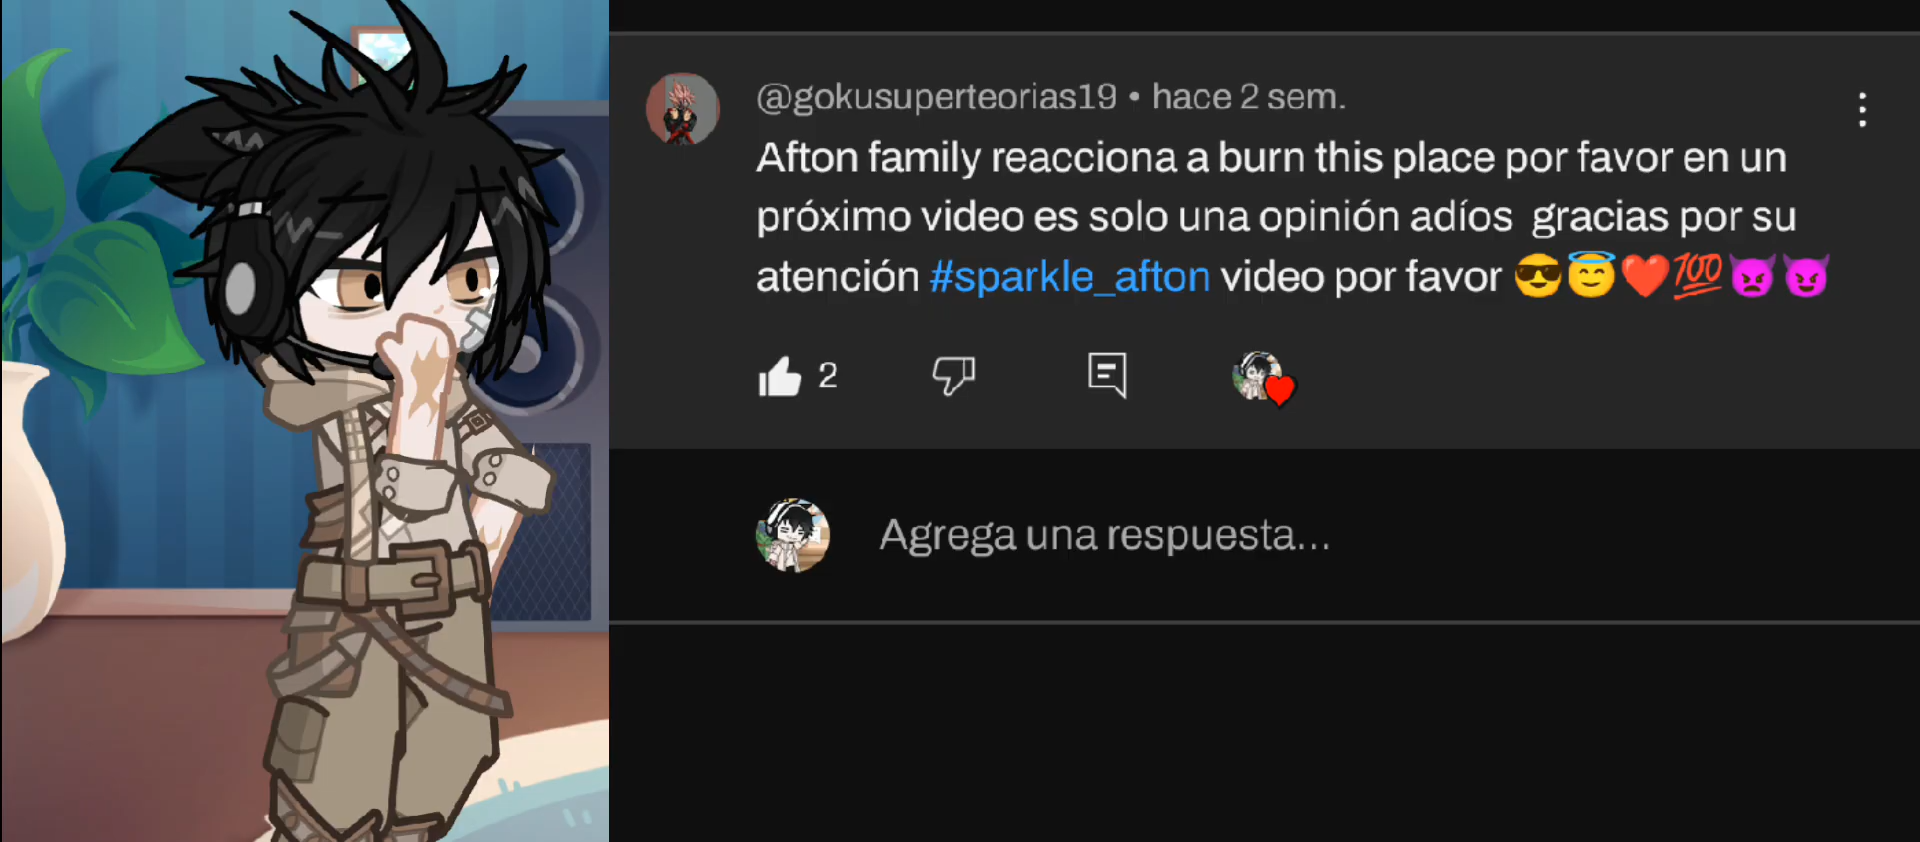 @gokusuperteorias19 • hace 2 sem.
Afton family reacciona a burn this place por favor en un
próximo video es solo una opinión adíos gracias por su
atención #sparkle_afton video por favor 😎😇❤️💯👿😈
2
Agrega una respuesta...